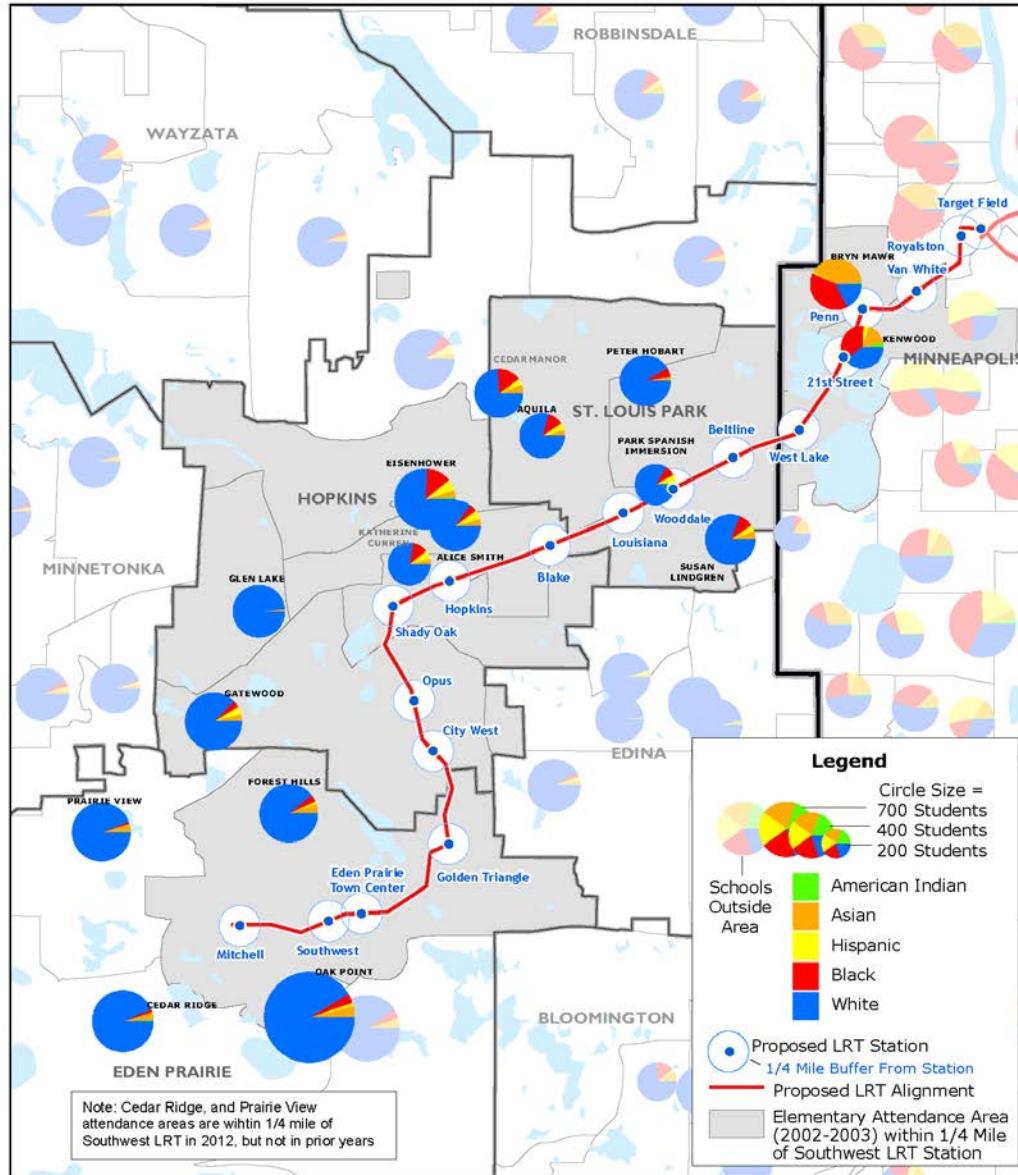 ROBBINSDALE
WAYZATA
Target Field
Royalston
BRYN MAWR
Van White
Penn
KENWOOD
MINNEAPOLIS
21st Street
CEDAR MANOR
PETER HOBART
AQUILA
ST. LOUIS PARK
Beltline
PARK SPANISH
IMMERSION
West Lake
EISENHOWER
HOPKINS
Wooddale
KATHERINE
CURREN
Louisiana
ALICE SMITH
SUSAN
LINDGREN
MINNETONKA
GLEN LAKE
Blake
Hopkins
Shady Oak
Opus
GATEWOOD
City West
EDINA
FOREST HILLS
PRAIRIE VIEW
Golden Triangle
Eden Prairie
Town Center
Mitchell
Southwest
OAK POINT
CEDAR RIDGE
BLOOMINGTON
EDEN PRAIRIE
Note: Cedar Ridge, and Prairie View
attendance areas are wihtin 1/4 mile of
Southwest LRT in 2012, but not in prior years
Legend
Circle Size =
700 Students
400 Students
200 Students
Schools
Outside
Area
American Indian
Asian
Hispanic
Black
White
Proposed LRT Station
1/4 Mile Buffer From Station
Proposed LRT Alignment
Elementary Attendance Area
(2002-2003) within 1/4 Mile
of Southwest LRT Station